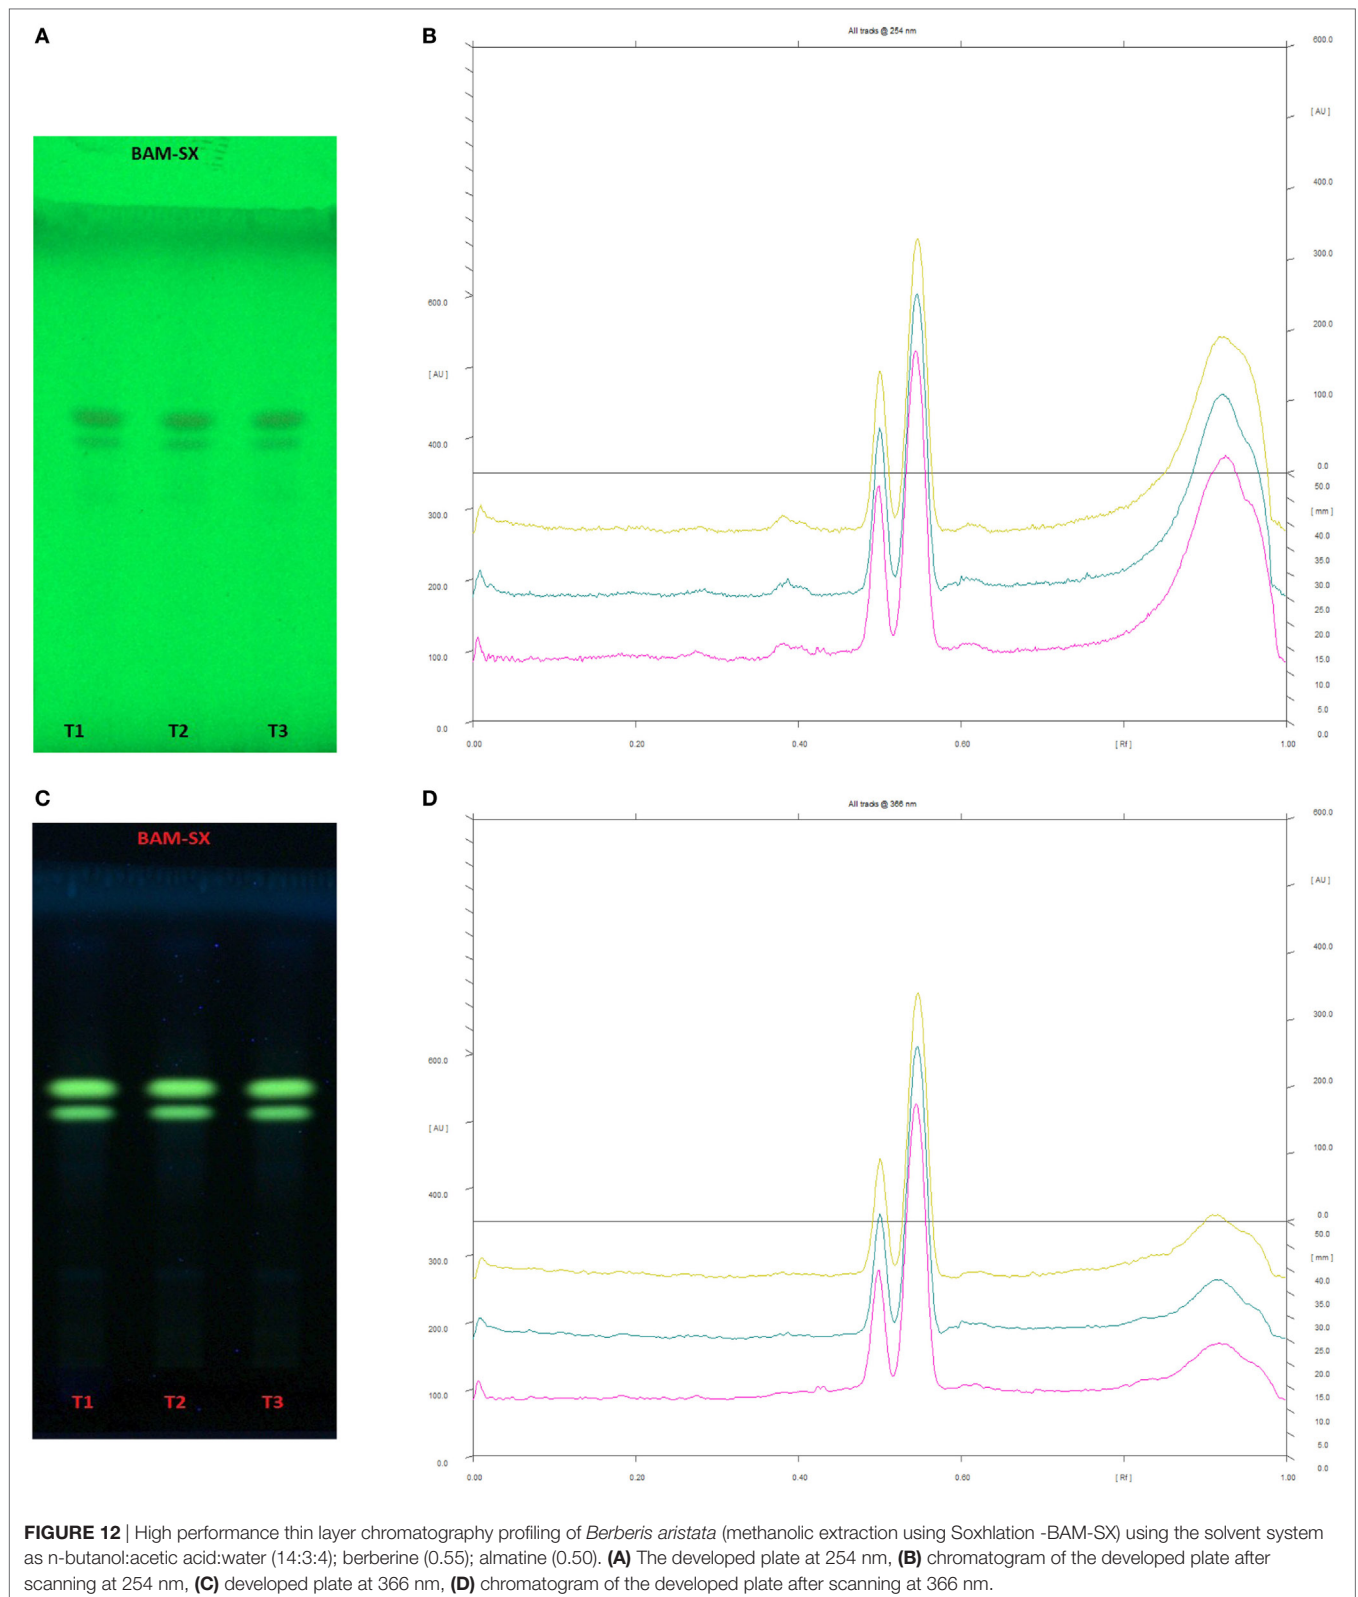 A
BAM-SX
T1 T2 T3
B
All tracks @ 254 nm
600.0
[ AU ]
400.0
300.0
200.0
100.0
0.0
50.0
[ mm ]
40.0
35.0
30.0
25.0
20.0
15.0
10.0
5.0
0.0
600.0
[ AU ]
400.0
300.0
200.0
100.0
0.0
0.00 0.20 0.40 0.60 [ Rf ] 1.00
C
BAM-SX
T1 T2 T3
D
All tracks @ 366 nm
600.0
[ AU ]
400.0
300.0
200.0
100.0
0.0
50.0
[ mm ]
40.0
35.0
30.0
25.0
20.0
15.0
10.0
5.0
0.0
600.0
[ AU ]
400.0
300.0
200.0
100.0
0.0
0.00 0.20 0.40 0.60 [ Rf ] 1.00
FIGURE 12 | High performance thin layer chromatography profiling of Berberis aristata (methanolic extraction using Soxhlation -BAM-SX) using the solvent system
as n-butanol:acetic acid:water (14:3:4); berberine (0.55); almatine (0.50). (A) The developed plate at 254 nm, (B) chromatogram of the developed plate after
scanning at 254 nm, (C) developed plate at 366 nm, (D) chromatogram of the developed plate after scanning at 366 nm.